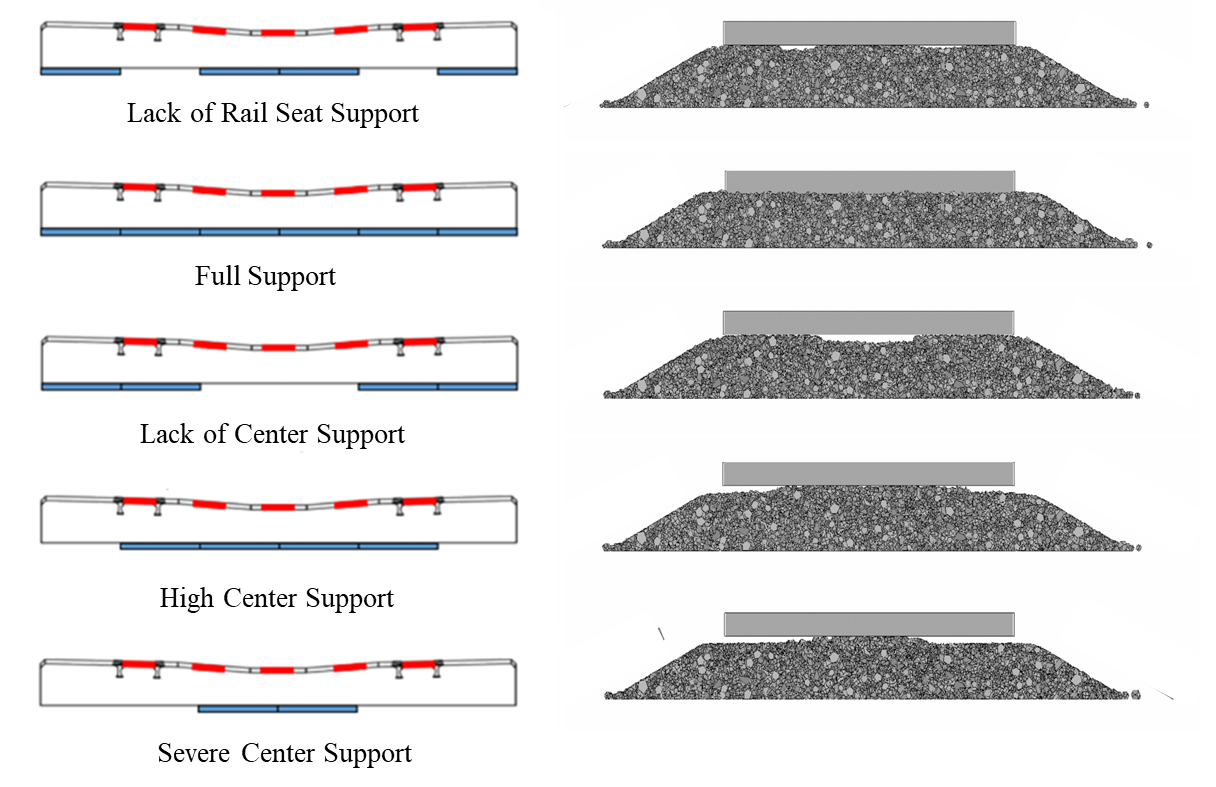 Lack of Rail Seat Support
Full Support
Lack of Center Support
High Center Support
Severe Center Support